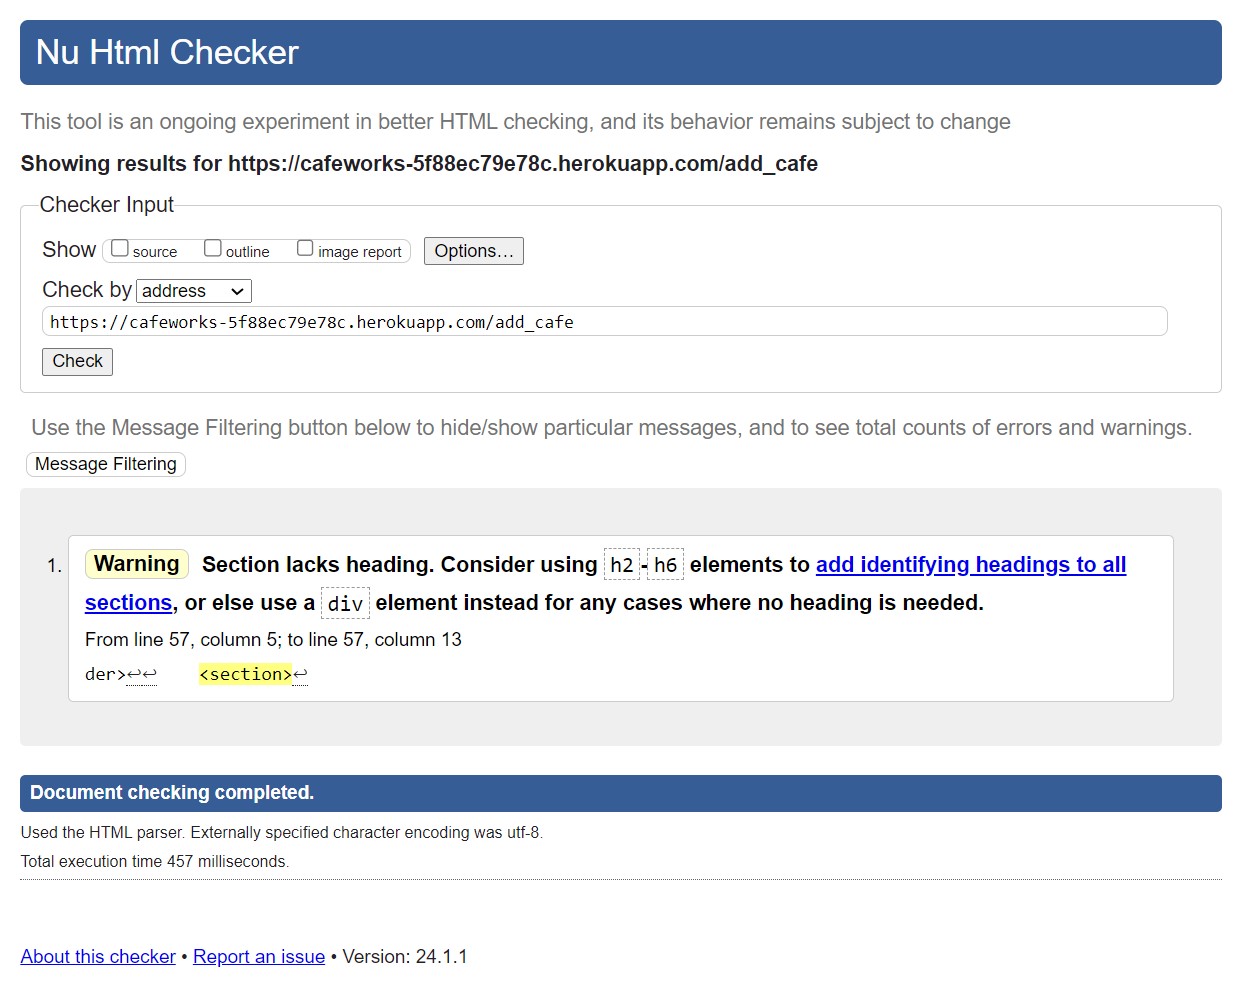 Nu Html Checker
This tool is an ongoing experiment in better HTML checking, and its behavior remains subject to change
Showing results for https://cafeworks-5f88ec79e78c.herokuapp.com/add_cafe
Checker Input
Show source outline image report Options...
Check by address
https://cafeworks-5f88ec79e78c.herokuapp.com/add_cafe
Check
Use the Message Filtering button below to hide/show particular messages, and to see total counts of errors and warnings.
Message Filtering
1. Warning Section lacks heading. Consider using h2-h6 elements to add identifying headings to all
sections, or else use a div element instead for any cases where no heading is needed.
From line 57, column 5; to line 57, column 13
der>↩↩    <section>↩
Document checking completed.
Used the HTML parser. Externally specified character encoding was utf-8.
Total execution time 457 milliseconds.
About this checker • Report an issue • Version: 24.1.1